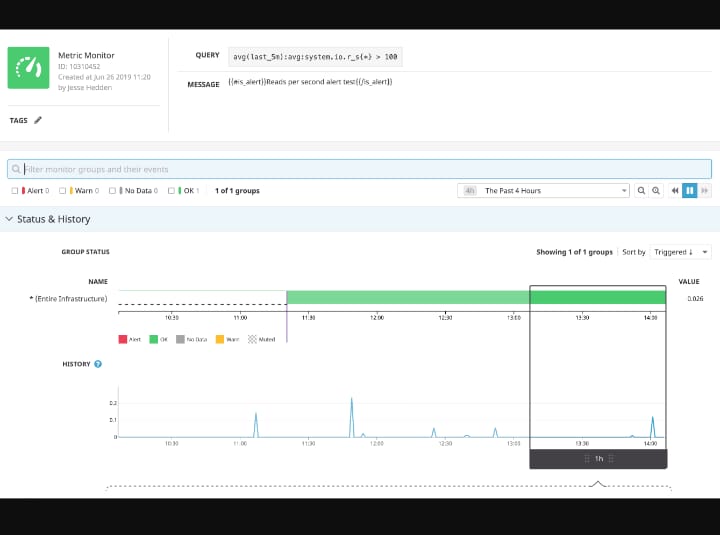 Metric Monitor
ID: 10310452
Created at Jun 26 2019 11:20
by Jesse Hedden
TAGS
QUERY
avg(last_5m):avg:system.io.r_s{*} > 100
MESSAGE
{{#is_alert}}Reads per second alert test{{/is_alert}}
Filter monitor groups and their events
Alert 0 Warn 0 No Data 0 OK 1 1 of 1 groups
4h The Past 4 Hours
Status & History
GROUP STATUS
Showing 1 of 1 groups Sort by Triggered ↓
NAME VALUE
* (Entire Infrastructure) 0.026
10:30 11:00 11:30 12:00 12:30 13:00 13:30 14:00
Alert OK No Data Warn Muted
HISTORY ?
0.2
0.1
0
10:30 11:00 11:30 12:00 12:30 13:00 13:30 14:00
1h